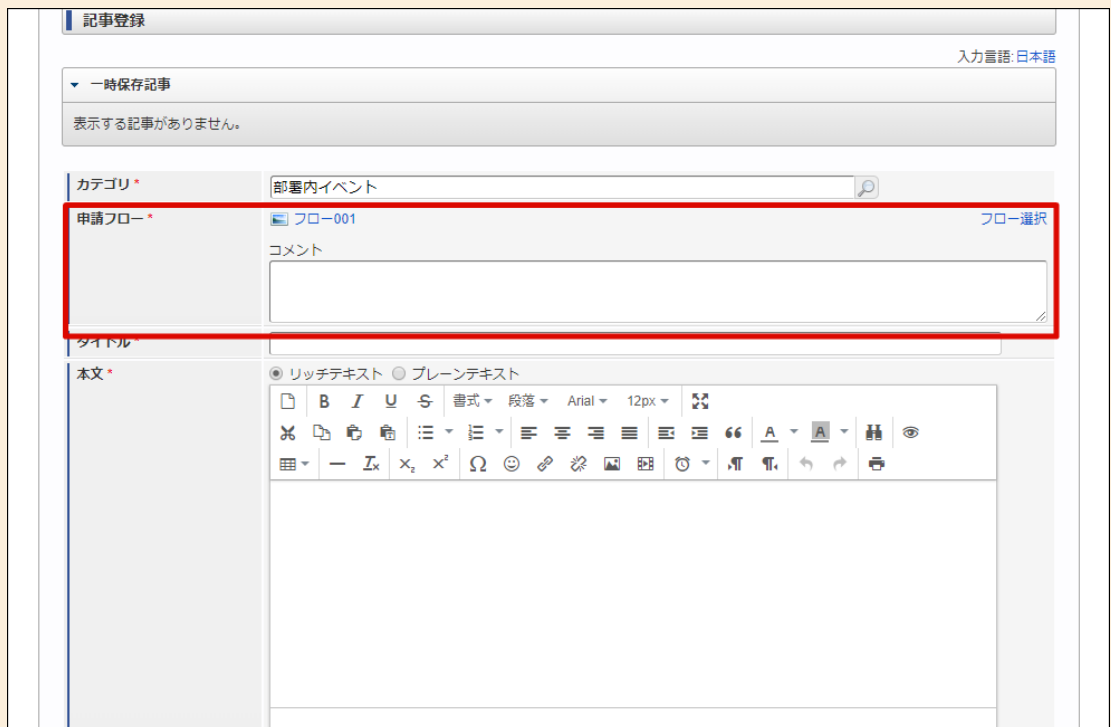 記事登録
入力言語:日本語
一時保存記事
表示する記事がありません。
カテゴリ *
部署内イベント
申請フロー *
フロー001
フロー選択
コメント
タイトル *
本文 *
リッチテキスト プレーンテキスト
B I U S 書式 段落 Arial 12px
A A
Ix x₂ x² Ω